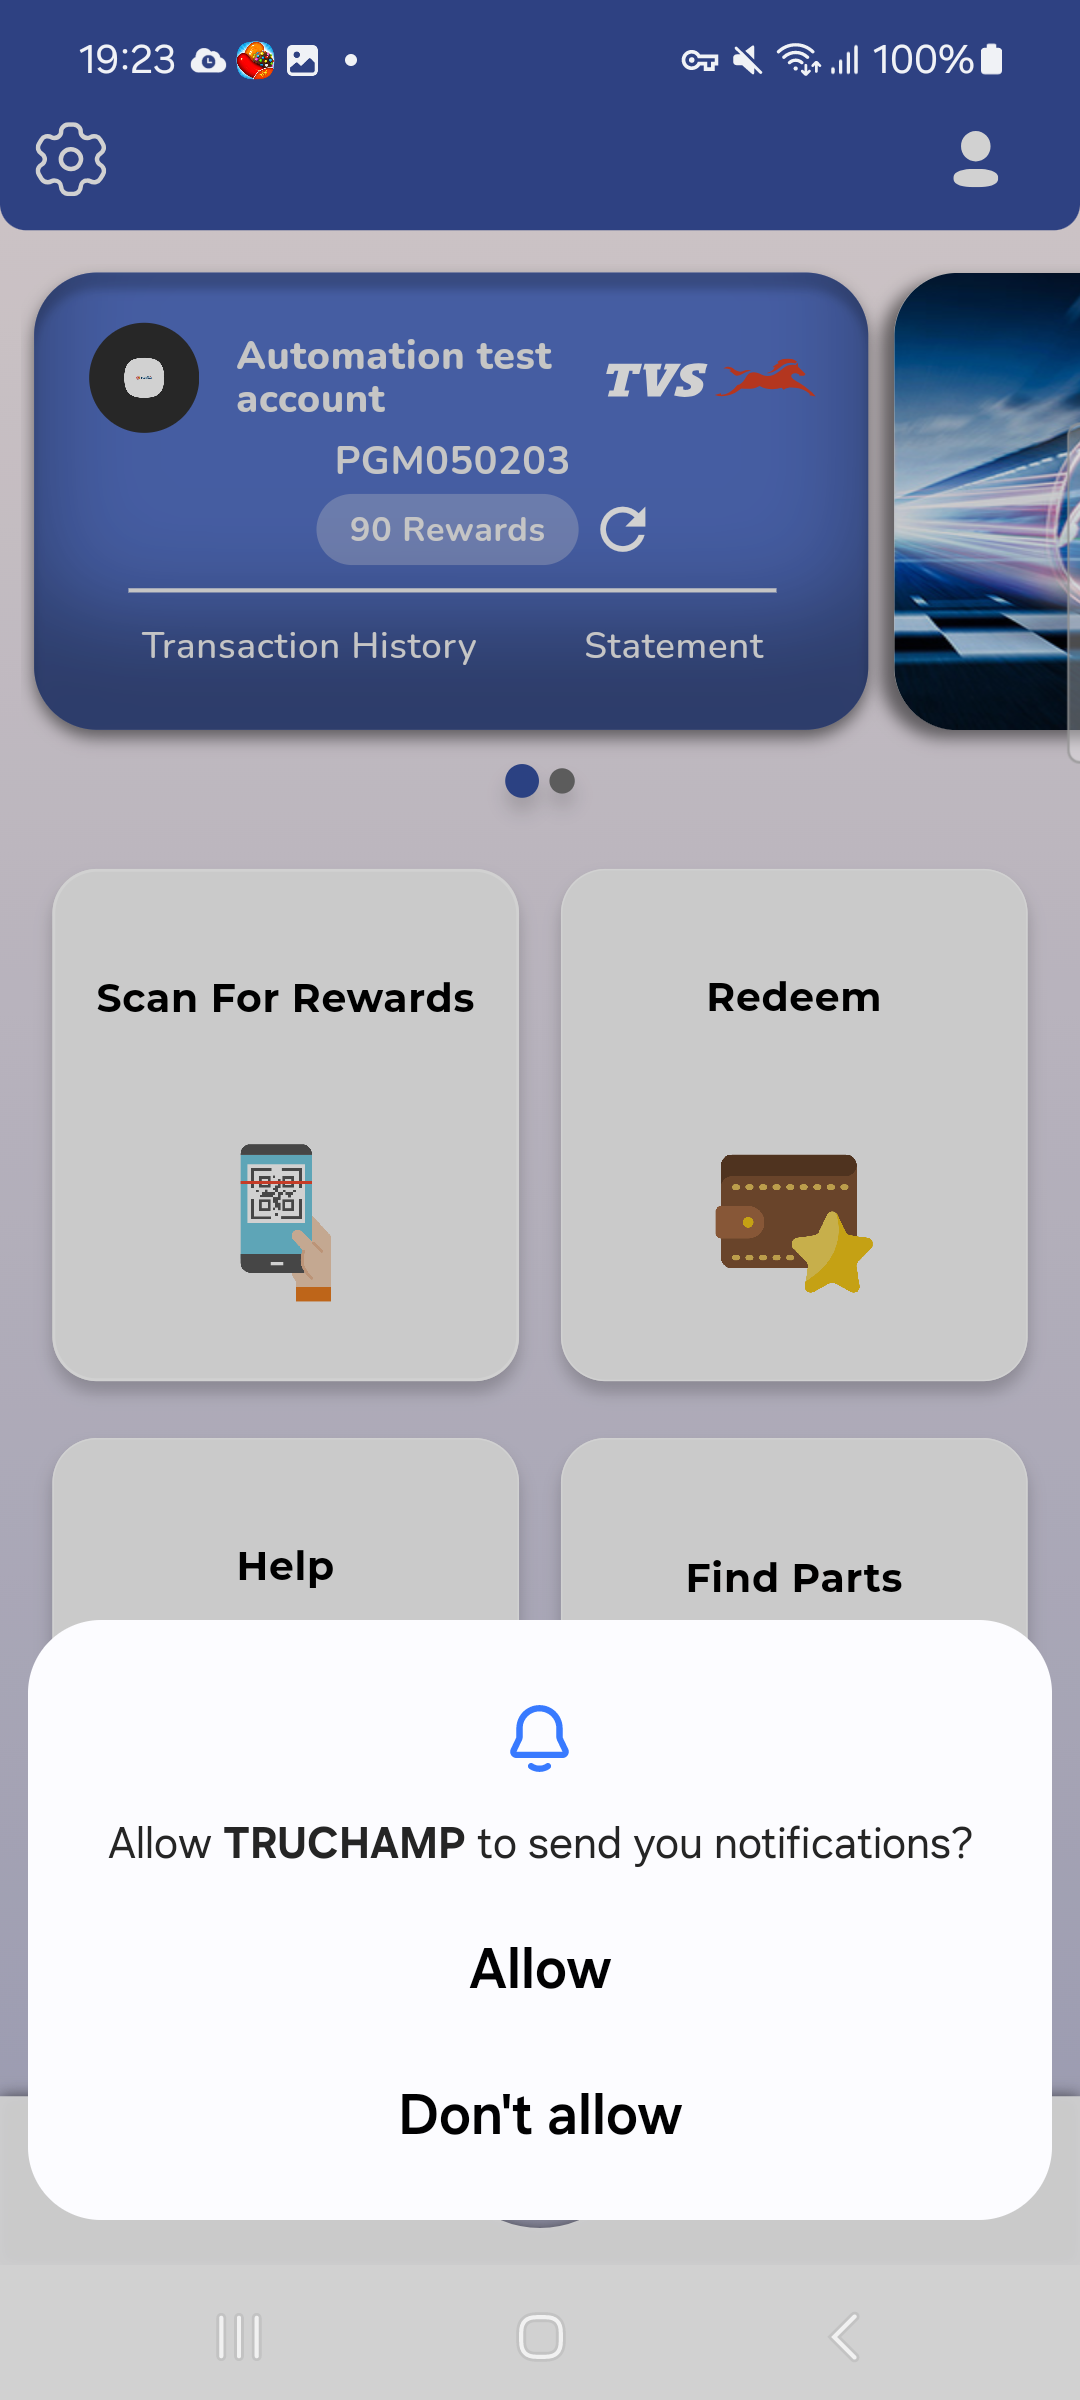 19:23
100%
Automation test
account
TVS
PGM050203
90 Rewards
Transaction History
Statement
Scan For Rewards
Redeem
Help
Find Parts
Allow TRUCHAMP to send you notifications?
Allow
Don't allow